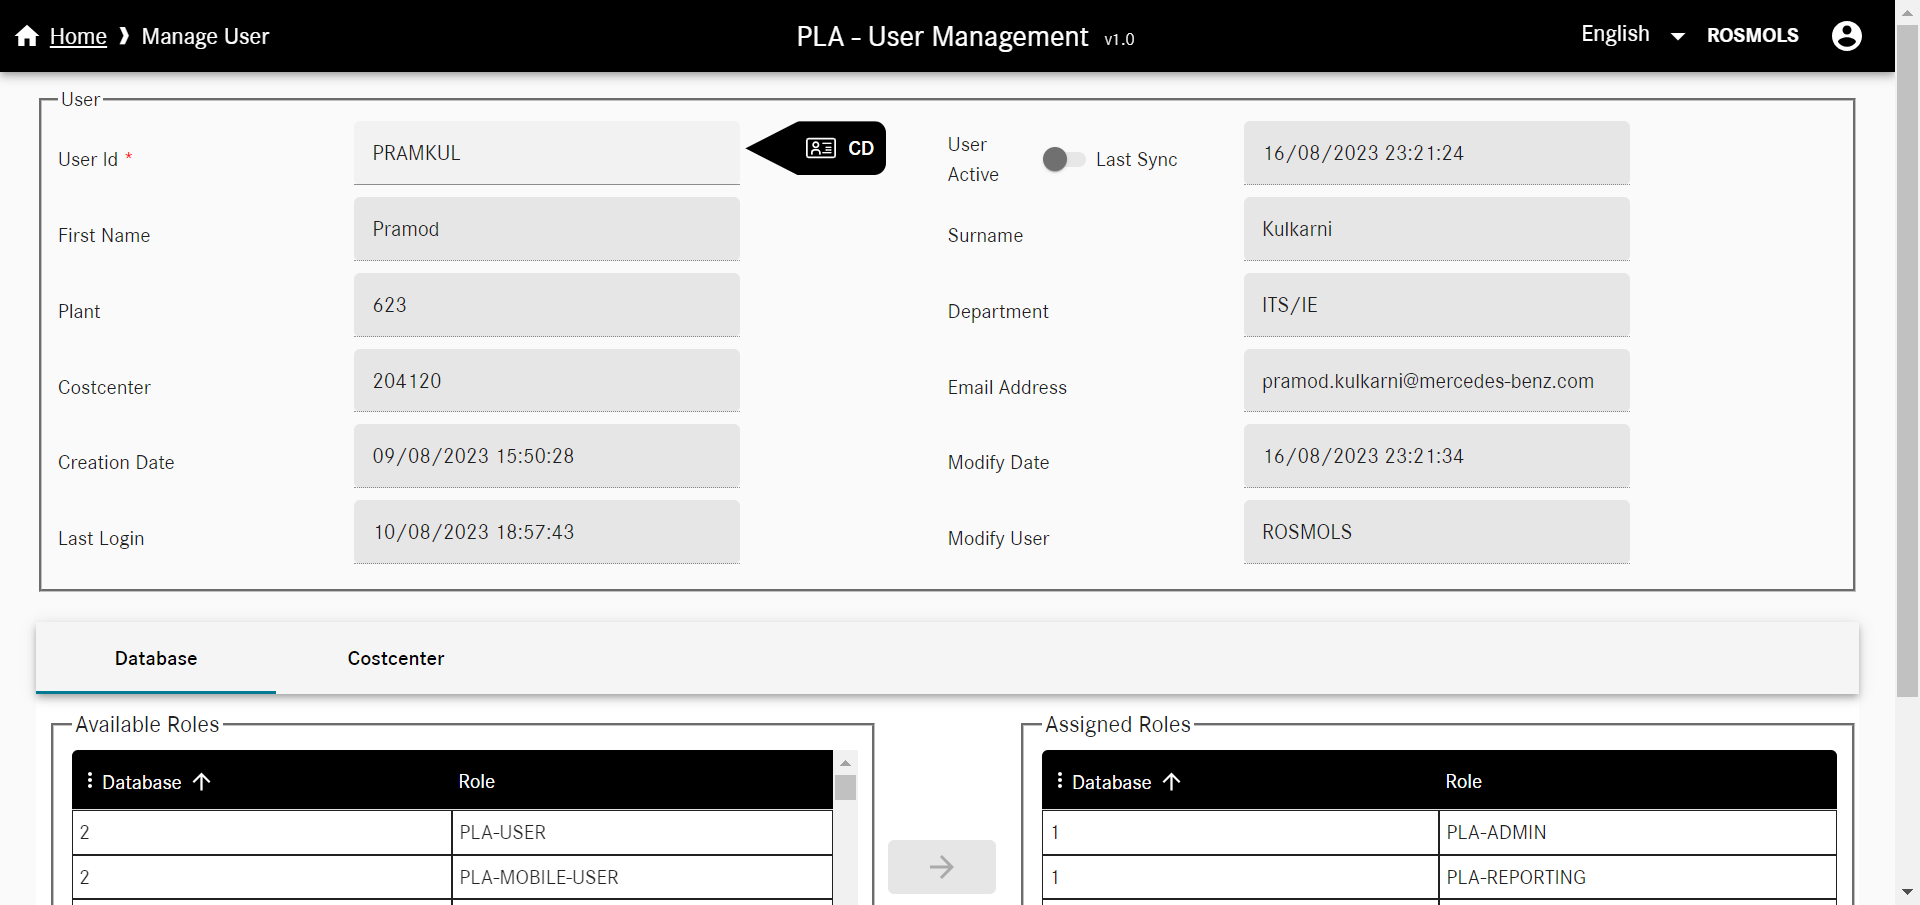 Home ❱ Manage User
PLA - User Management v1.0
English
ROSMOLS
User
User Id *
PRAMKUL
CD
User Active
Last Sync
16/08/2023 23:21:24
First Name
Pramod
Surname
Kulkarni
Plant
623
Department
ITS/IE
Costcenter
204120
Email Address
pramod.kulkarni@mercedes-benz.com
Creation Date
09/08/2023 15:50:28
Modify Date
16/08/2023 23:21:34
Last Login
10/08/2023 18:57:43
Modify User
ROSMOLS
Database
Costcenter
Available Roles
Database Role
2 PLA-USER
2 PLA-MOBILE-USER
Assigned Roles
Database Role
1 PLA-ADMIN
1 PLA-REPORTING